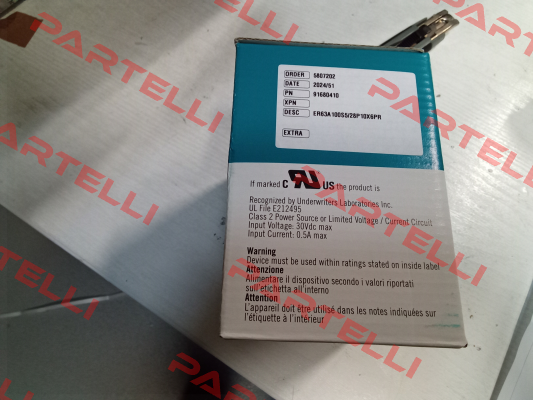 ORDER 5807202
DATE 2024/51
PN 91680410
XPN
DESC ER63A1000S5/28P10X6PR
EXTRA
If marked C RU US the product is
Recognized by Underwriters Laboratories Inc.
UL File E212495
Class 2 Power Source or Limited Voltage / Current Circuit
Input Voltage: 30Vdc max
Input Current: 0.5A max
Warning
Device must be used within ratings stated on inside label
Attenzione
Alimentare il dispositivo secondo i valori riportati
sull'etichetta all'interno
Attention
L'appareil doit être utilisé dans les notes indiquées sur
l'étiquette à l'intérieur
PARTELLI
PARTELLI
PARTELLI
PARTELLI
PARTELLI
PARTELLI